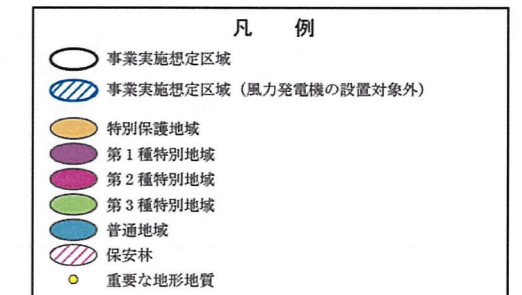 凡　例
事業実施想定区域
事業実施想定区域（風力発電機の設置対象外）
特別保護地域
第１種特別地域
第２種特別地域
第３種特別地域
普通地域
保安林
重要な地形地質